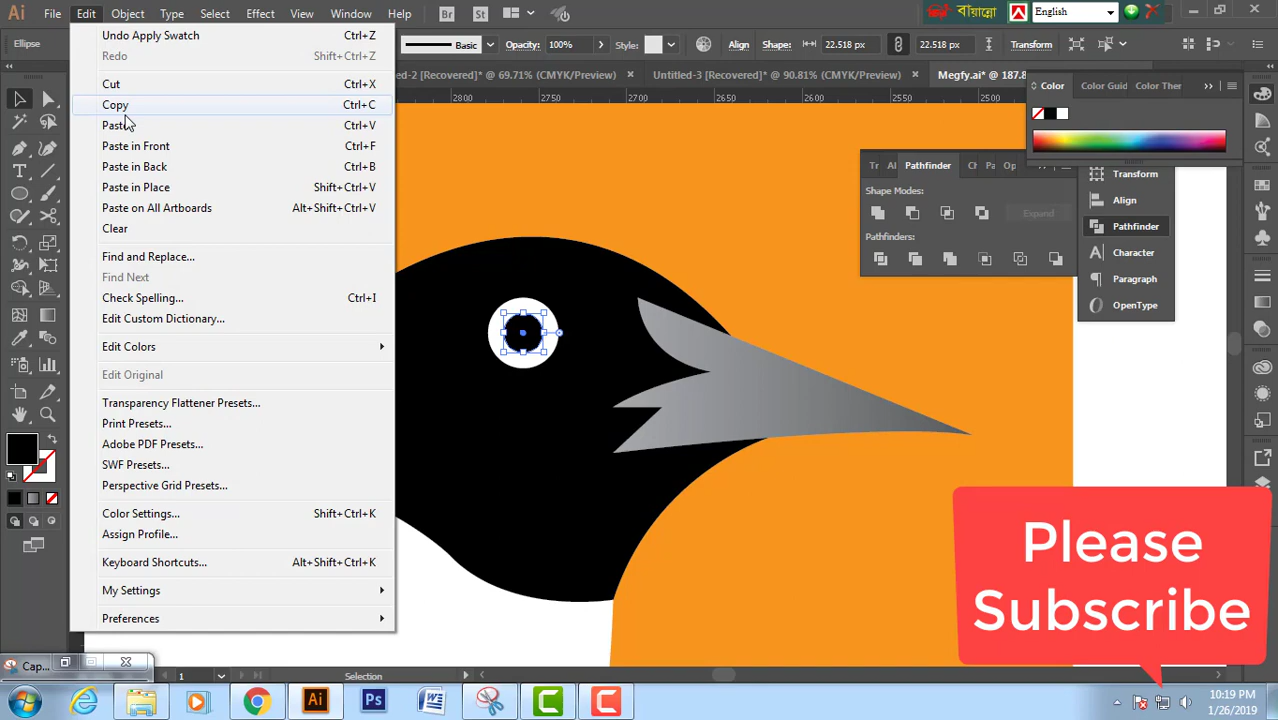 Ai File Edit Object Type Select Effect View Window Help Br St বায়ান্নো English
Ellipse Basic Opacity: 100% Style: Align Shape: 22.518 px 22.518 px Transform
-2 [Recovered]* @ 69.71% (CMYK/Preview) Untitled-3 [Recovered]* @ 90.81% (CMYK/Preview) Megfy.ai* @ 187.8
2800 2750 2700 2650 2600 2550 2500
Undo Apply Swatch Ctrl+Z
Redo Shift+Ctrl+Z
Cut Ctrl+X
Copy Ctrl+C
Paste Ctrl+V
Paste in Front Ctrl+F
Paste in Back Ctrl+B
Paste in Place Shift+Ctrl+V
Paste on All Artboards Alt+Shift+Ctrl+V
Clear
Find and Replace...
Find Next
Check Spelling... Ctrl+I
Edit Custom Dictionary...
Edit Colors
Edit Original
Transparency Flattener Presets...
Print Presets...
Adobe PDF Presets...
SWF Presets...
Perspective Grid Presets...
Color Settings... Shift+Ctrl+K
Assign Profile...
Keyboard Shortcuts... Alt+Shift+Ctrl+K
My Settings
Preferences
Color Color Guid Color Ther
Tr Al Pathfinder Ch Pa Op
Shape Modes:
Expand
Pathfinders:
Transform
Align
Pathfinder
Character
Paragraph
OpenType
Please
Subscribe
Cap...
1 Selection
Ai Ps
10:19 PM
1/26/2019